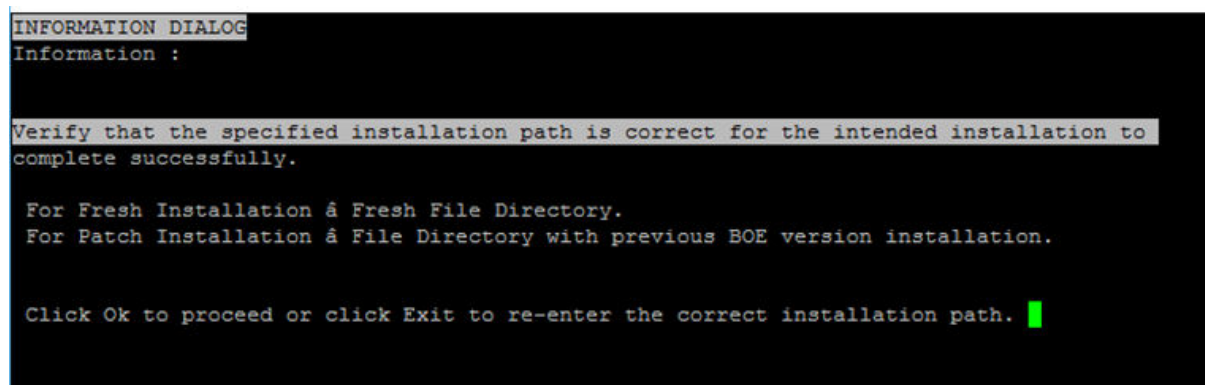 INFORMATION DIALOG
Information :
Verify that the specified installation path is correct for the intended installation to
complete successfully.
For Fresh Installation â Fresh File Directory.
For Patch Installation â File Directory with previous BOE version installation.
Click Ok to proceed or click Exit to re-enter the correct installation path.